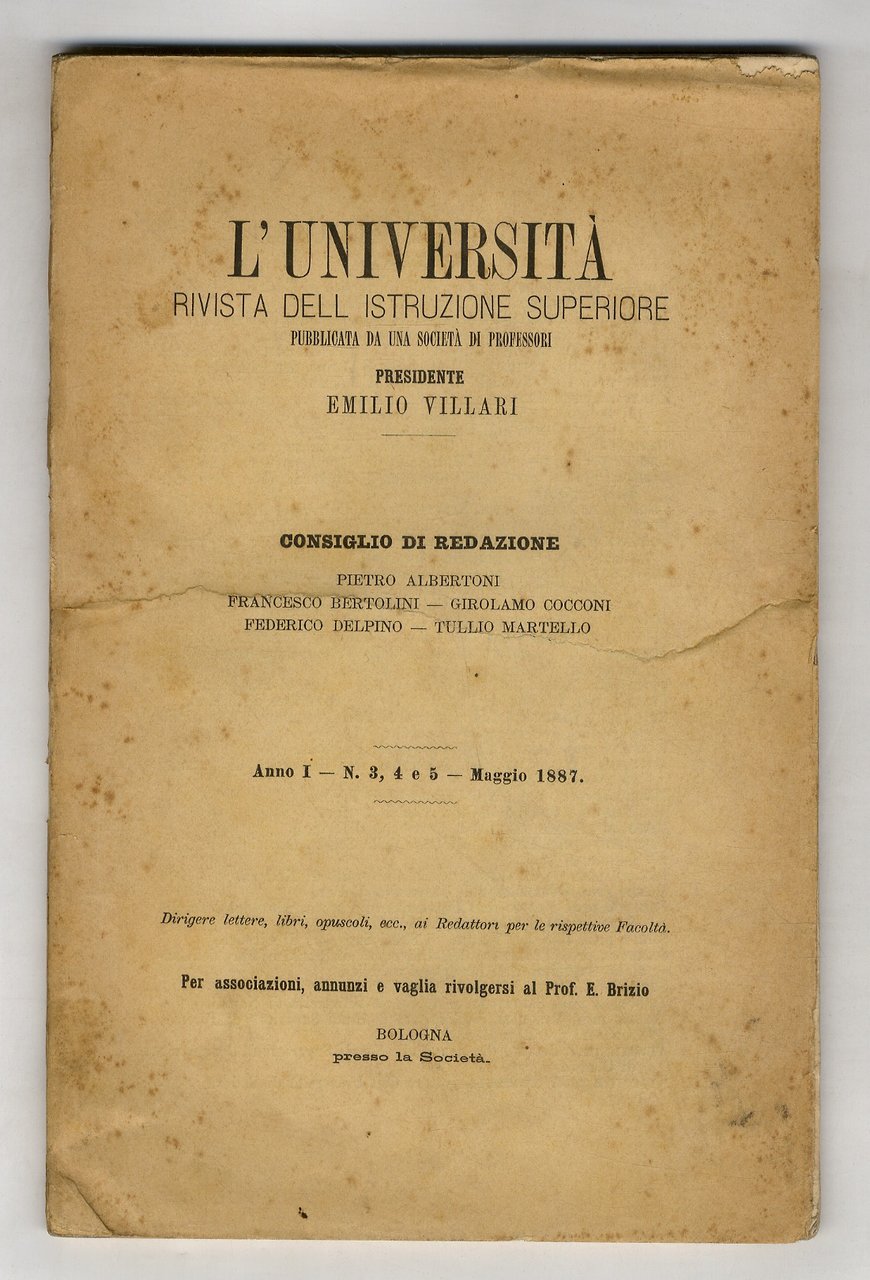 L'UNIVERSITÀ
RIVISTA DELL ISTRUZIONE SUPERIORE
PUBBLICATA DA UNA SOCIETÀ DI PROFESSORI
PRESIDENTE
EMILIO VILLARI
CONSIGLIO DI REDAZIONE
PIETRO ALBERTONI
FRANCESCO BERTOLINI — GIROLAMO COCCONI
FEDERICO DELPINO — TULLIO MARTELLO
Anno I — N. 3, 4 e 5 — Maggio 1887.
Dirigere lettere, libri, opuscoli, ecc., ai Redattori per le rispettive Facoltà.
Per associazioni, annunzi e vaglia rivolgersi al Prof. E. Brizio
BOLOGNA
presso la Società.